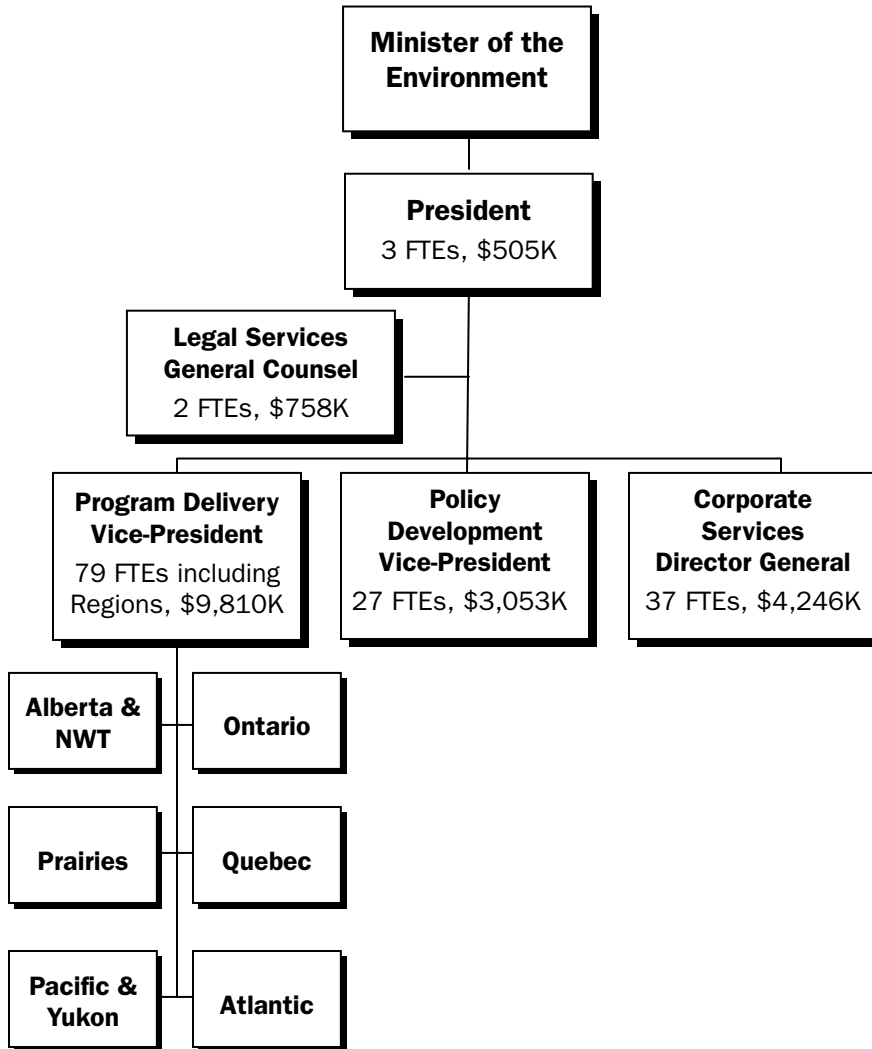 Minister of the
Environment
President
3 FTEs, $505K
Legal Services
General Counsel
2 FTEs, $758K
Program Delivery
Vice-President
79 FTEs including
Regions, $9,810K
Policy
Development
Vice-President
27 FTEs, $3,053K
Corporate
Services
Director General
37 FTEs, $4,246K
Alberta &
NWT
Ontario
Prairies
Quebec
Pacific &
Yukon
Atlantic